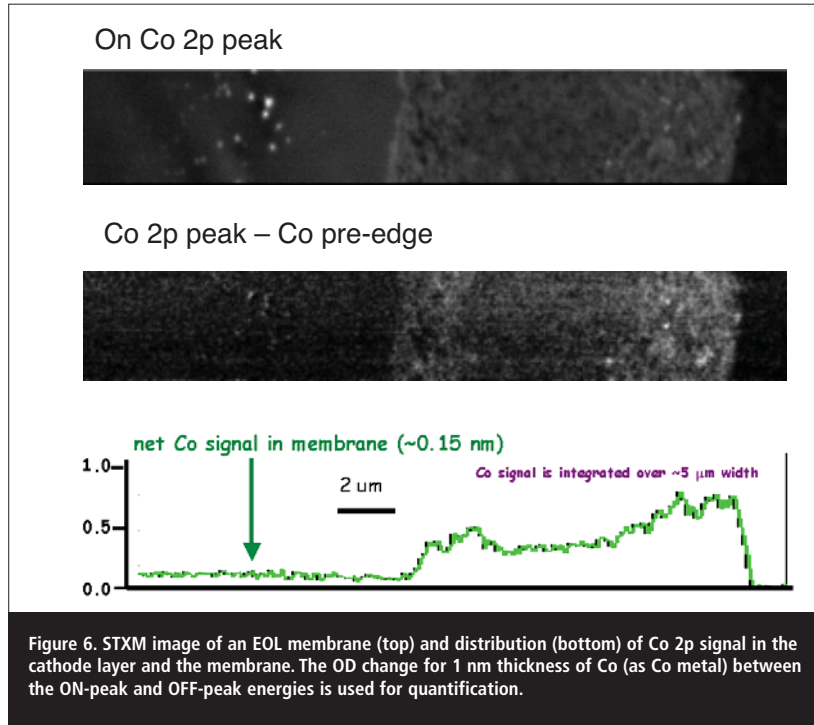 On Co 2p peak
Co 2p peak – Co pre-edge
net Co signal in membrane (~0.15 nm)
Co signal is integrated over ~5 μm width
2 um
1.0
0.5
0.0
Figure 6. STXM image of an EOL membrane (top) and distribution (bottom) of Co 2p signal in the
cathode layer and the membrane. The OD change for 1 nm thickness of Co (as Co metal) between
the ON-peak and OFF-peak energies is used for quantification.